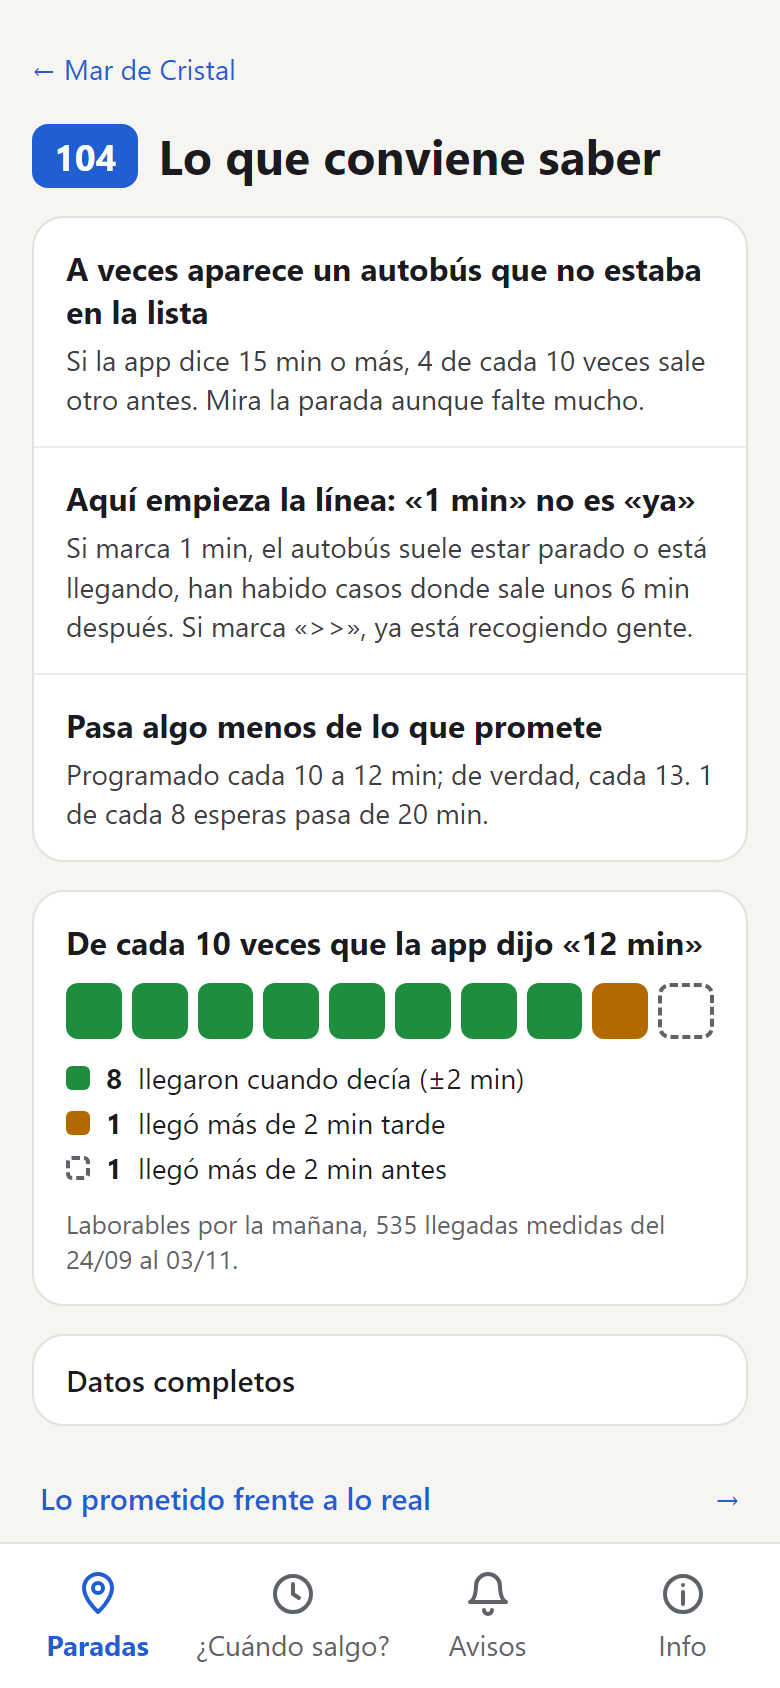 ← Mar de Cristal
104 Lo que conviene saber
A veces aparece un autobús que no estaba
en la lista
Si la app dice 15 min o más, 4 de cada 10 veces sale
otro antes. Mira la parada aunque falte mucho.
Aquí empieza la línea: «1 min» no es «ya»
Si marca 1 min, el autobús suele estar parado o está
llegando, han habido casos donde sale unos 6 min
después. Si marca «>>», ya está recogiendo gente.
Pasa algo menos de lo que promete
Programado cada 10 a 12 min; de verdad, cada 13. 1
de cada 8 esperas pasa de 20 min.
De cada 10 veces que la app dijo «12 min»
8 llegaron cuando decía (±2 min)
1 llegó más de 2 min tarde
1 llegó más de 2 min antes
Laborables por la mañana, 535 llegadas medidas del
24/09 al 03/11.
Datos completos
Lo prometido frente a lo real →
Paradas ¿Cuándo salgo? Avisos Info